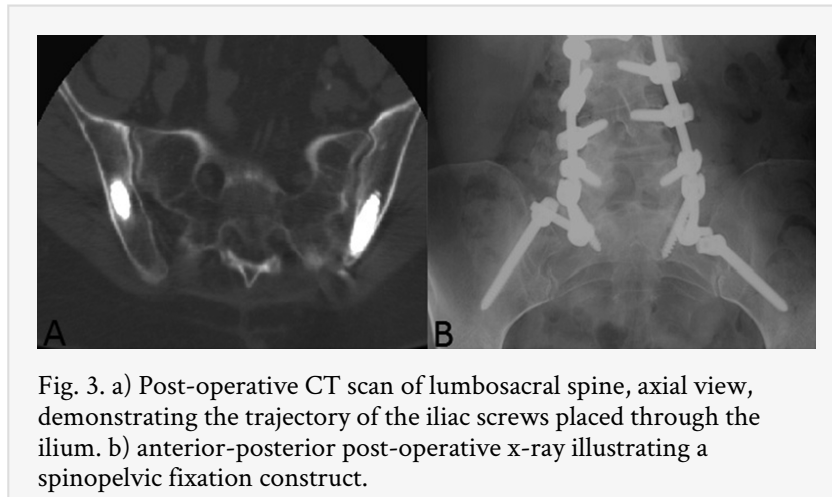 A
B
Fig. 3. a) Post-operative CT scan of lumbosacral spine, axial view,
demonstrating the trajectory of the iliac screws placed through the
ilium. b) anterior-posterior post-operative x-ray illustrating a
spinopelvic fixation construct.